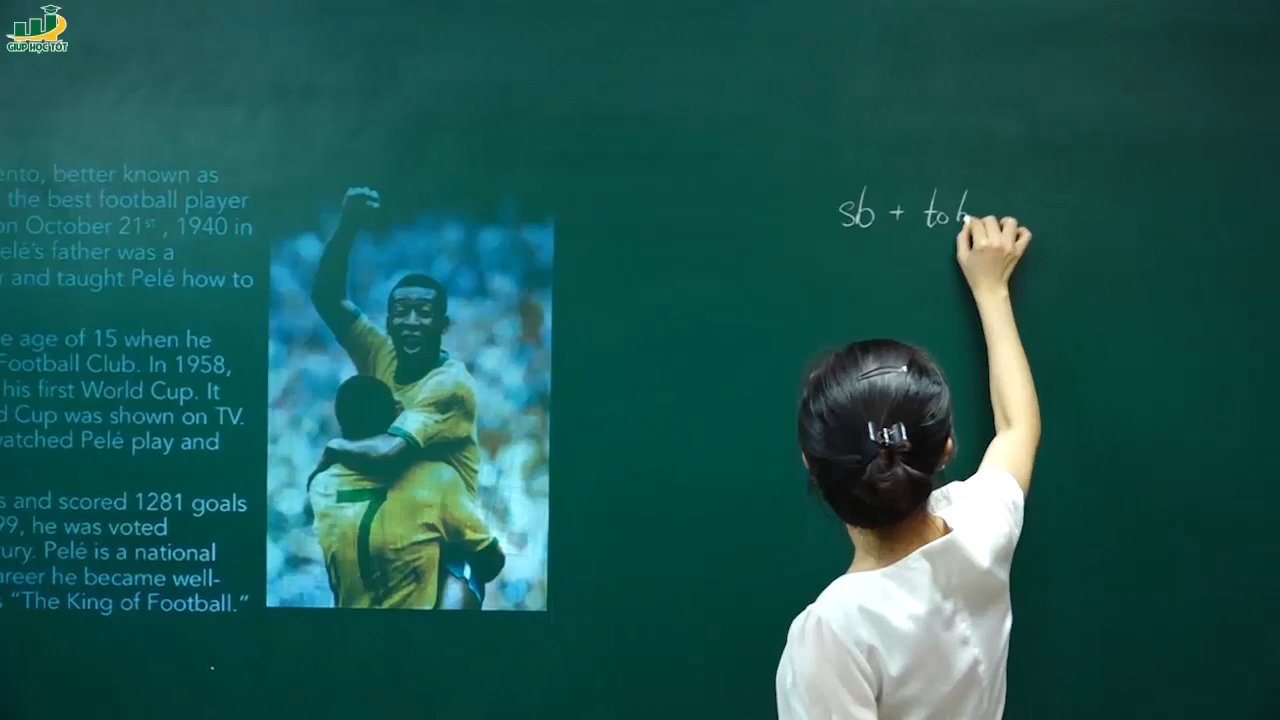 GIUP HỌC TỐT
ento, better known as
the best football player
on October 21st , 1940 in
elé's father was a
r and taught Pelé how to
e age of 15 when he
Football Club. In 1958,
his first World Cup. It
d Cup was shown on TV.
watched Pelé play and
s and scored 1281 goals
99, he was voted
ury. Pelé is a national
areer he became well-
s "The King of Football."
7
sb + to b